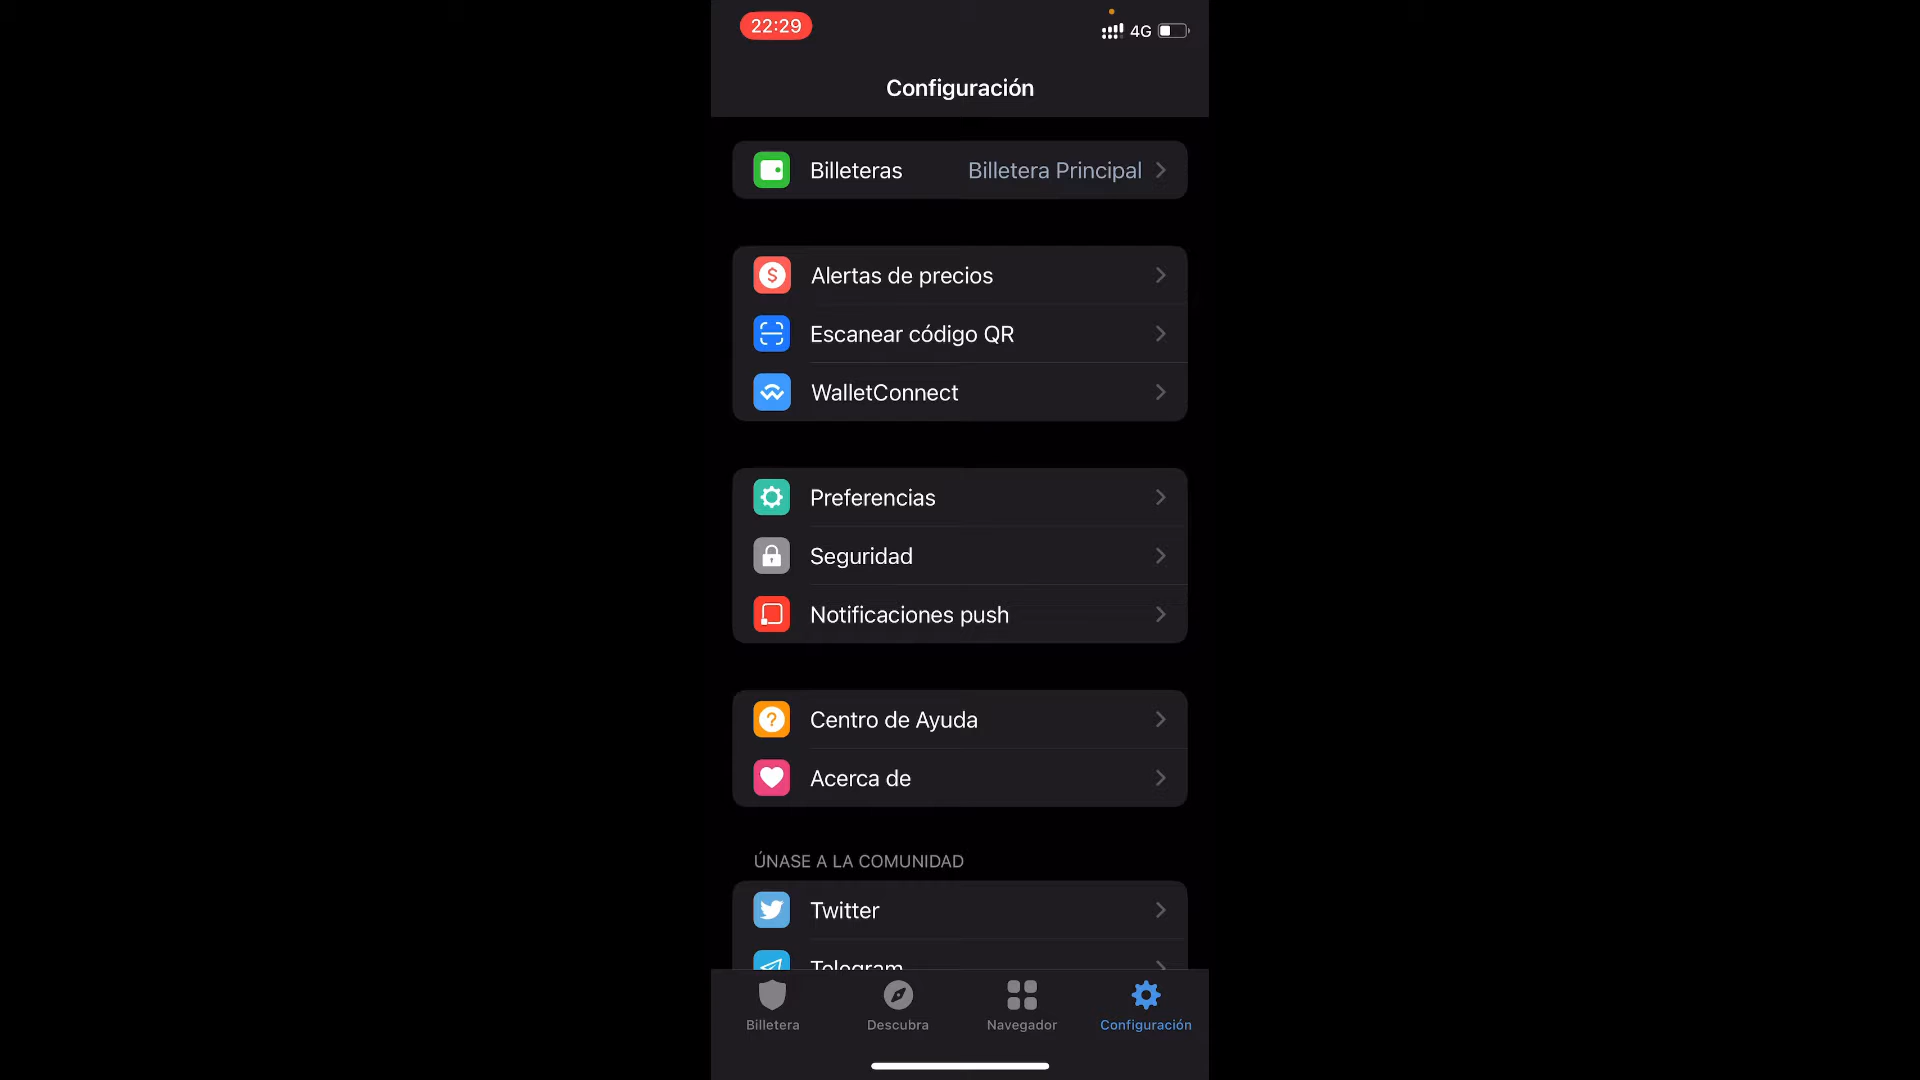 22:29
4G
Configuración
Billeteras Billetera Principal
Alertas de precios
Escanear código QR
WalletConnect
Preferencias
Seguridad
Notificaciones push
Centro de Ayuda
Acerca de
ÚNASE A LA COMUNIDAD
Twitter
Telegram
Billetera Descubra Navegador Configuración